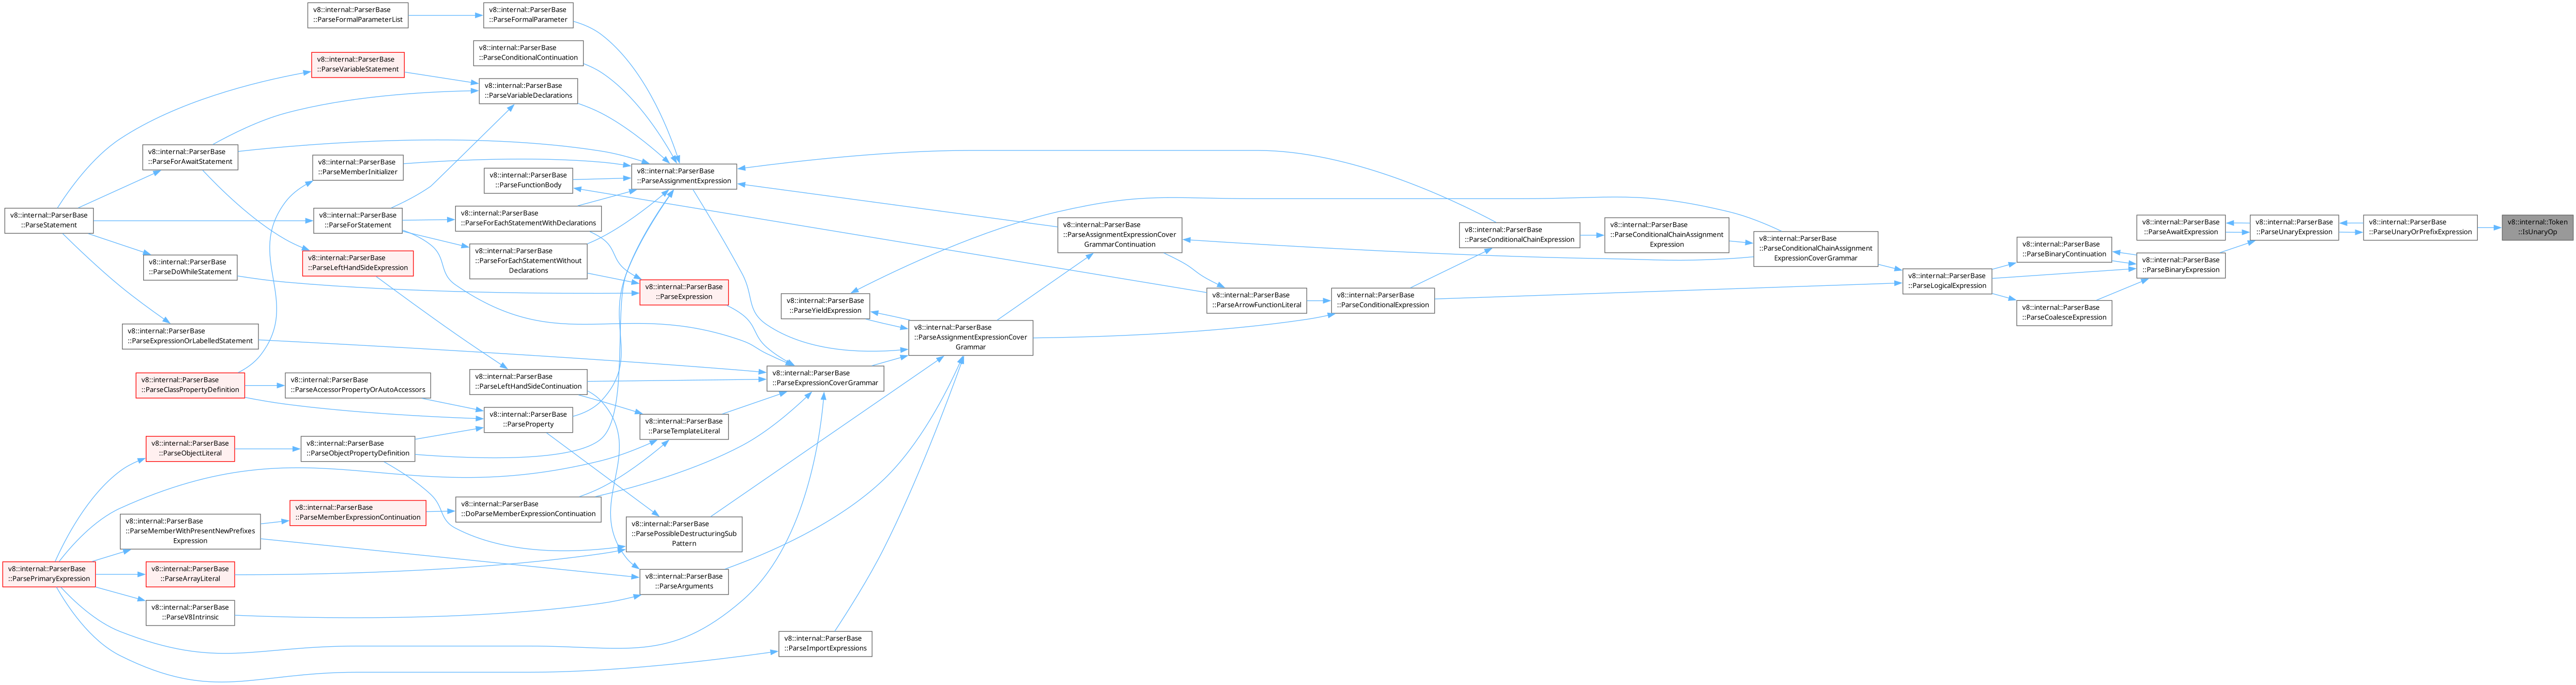 v8::internal::ParserBase
::ParseFormalParameterList
v8::internal::ParserBase
::ParseFormalParameter
v8::internal::ParserBase
::ParseConditionalContinuation
v8::internal::ParserBase
::ParseVariableStatement
v8::internal::ParserBase
::ParseVariableDeclarations
v8::internal::ParserBase
::ParseForAwaitStatement
v8::internal::ParserBase
::ParseMemberInitializer
v8::internal::ParserBase
::ParseFunctionBody
v8::internal::ParserBase
::ParseAssignmentExpression
v8::internal::ParserBase
::ParseStatement
v8::internal::ParserBase
::ParseForStatement
v8::internal::ParserBase
::ParseForEachStatementWithDeclarations
v8::internal::ParserBase
::ParseForEachStatementWithout
Declarations
v8::internal::ParserBase
::ParseLeftHandSideExpression
v8::internal::ParserBase
::ParseDoWhileStatement
v8::internal::ParserBase
::ParseExpression
v8::internal::ParserBase
::ParseExpressionOrLabelledStatement
v8::internal::ParserBase
::ParseYieldExpression
v8::internal::ParserBase
::ParseAssignmentExpressionCover
Grammar
v8::internal::ParserBase
::ParseAssignmentExpressionCover
GrammarContinuation
v8::internal::ParserBase
::ParseArrowFunctionLiteral
v8::internal::ParserBase
::ParseConditionalExpression
v8::internal::ParserBase
::ParseConditionalChainExpression
v8::internal::ParserBase
::ParseConditionalChainAssignment
Expression
v8::internal::ParserBase
::ParseConditionalChainAssignment
ExpressionCoverGrammar
v8::internal::ParserBase
::ParseLogicalExpression
v8::internal::ParserBase
::ParseBinaryContinuation
v8::internal::ParserBase
::ParseCoalesceExpression
v8::internal::ParserBase
::ParseAwaitExpression
v8::internal::ParserBase
::ParseBinaryExpression
v8::internal::ParserBase
::ParseUnaryExpression
v8::internal::ParserBase
::ParseUnaryOrPrefixExpression
v8::internal::Token
::IsUnaryOp
v8::internal::ParserBase
::ParseClassPropertyDefinition
v8::internal::ParserBase
::ParseAccessorPropertyOrAutoAccessors
v8::internal::ParserBase
::ParseLeftHandSideContinuation
v8::internal::ParserBase
::ParseExpressionCoverGrammar
v8::internal::ParserBase
::ParseProperty
v8::internal::ParserBase
::ParseTemplateLiteral
v8::internal::ParserBase
::ParseObjectLiteral
v8::internal::ParserBase
::ParseObjectPropertyDefinition
v8::internal::ParserBase
::ParseMemberWithPresentNewPrefixes
Expression
v8::internal::ParserBase
::ParseMemberExpressionContinuation
v8::internal::ParserBase
::DoParseMemberExpressionContinuation
v8::internal::ParserBase
::ParsePossibleDestructuringSub
Pattern
v8::internal::ParserBase
::ParsePrimaryExpression
v8::internal::ParserBase
::ParseArrayLiteral
v8::internal::ParserBase
::ParseArguments
v8::internal::ParserBase
::ParseV8Intrinsic
v8::internal::ParserBase
::ParseImportExpressions